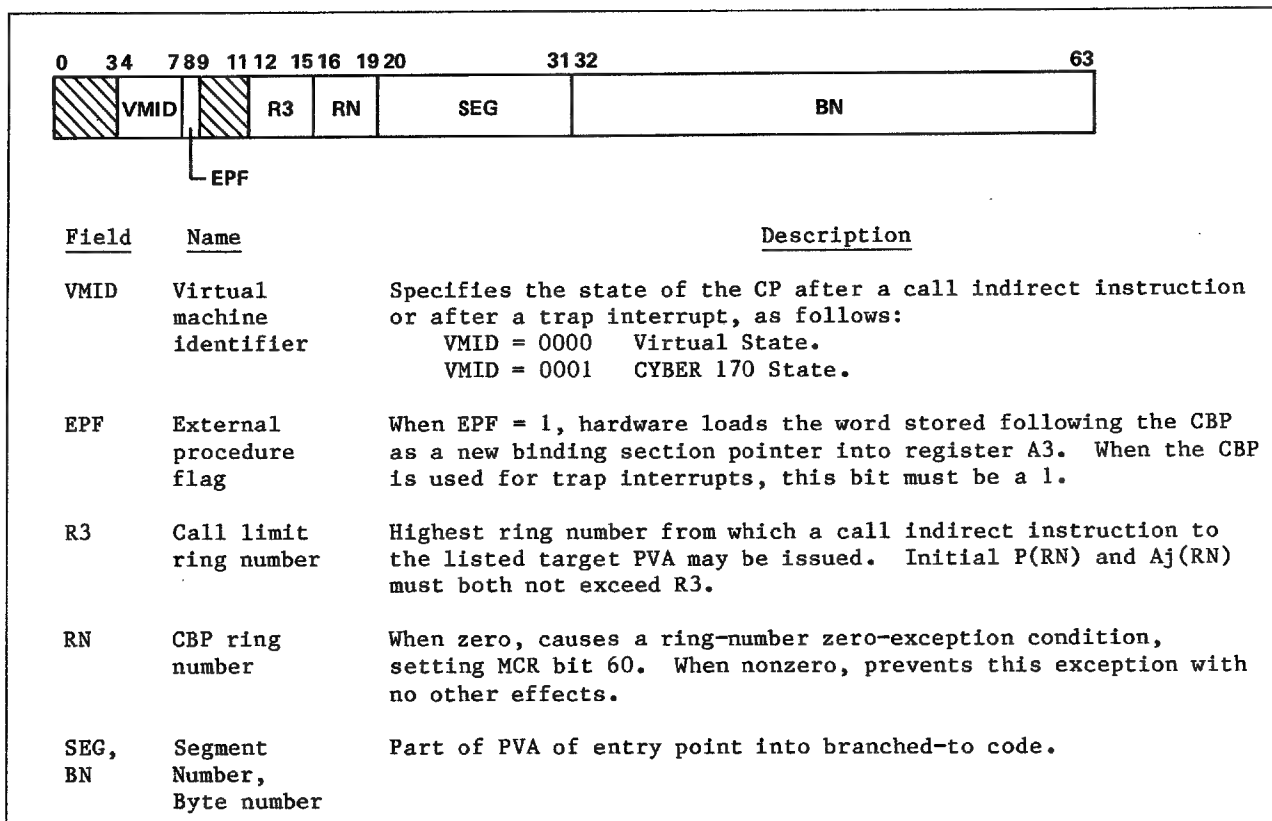 0 3 4 7 8 9 11 12 15 16 19 20 31 32 63
VMID R3 RN SEG BN
EPF
Field Name Description
VMID Virtual Specifies the state of the CP after a call indirect instruction
machine or after a trap interrupt, as follows:
identifier VMID = 0000 Virtual State.
VMID = 0001 CYBER 170 State.
EPF External When EPF = 1, hardware loads the word stored following the CBP
procedure as a new binding section pointer into register A3. When the CBP
flag is used for trap interrupts, this bit must be a 1.
R3 Call limit Highest ring number from which a call indirect instruction to
ring number the listed target PVA may be issued. Initial P(RN) and Aj(RN)
must both not exceed R3.
RN CBP ring When zero, causes a ring-number zero-exception condition,
number setting MCR bit 60. When nonzero, prevents this exception with
no other effects.
SEG, Segment Part of PVA of entry point into branched-to code.
BN Number,
Byte number